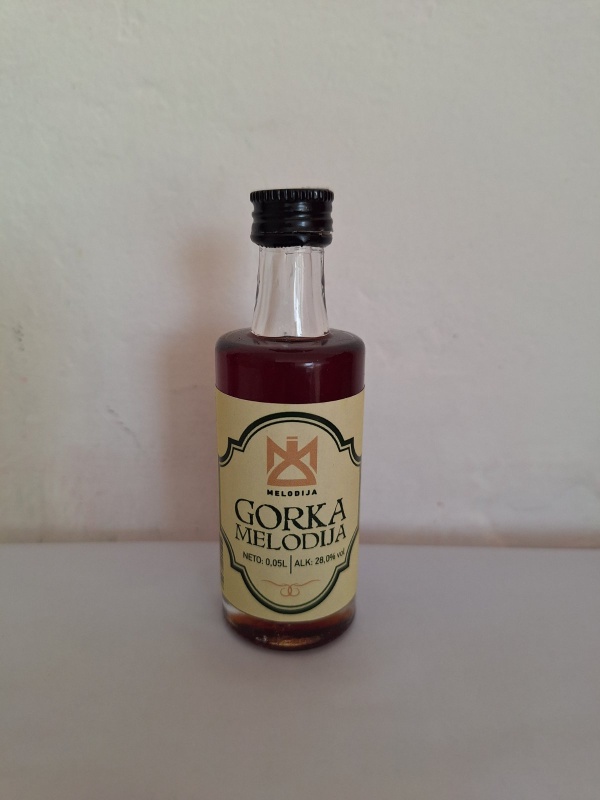 MELODIJA
GORKA
MELODIJA
NETO: 0,05L | ALK: 28,0% vol